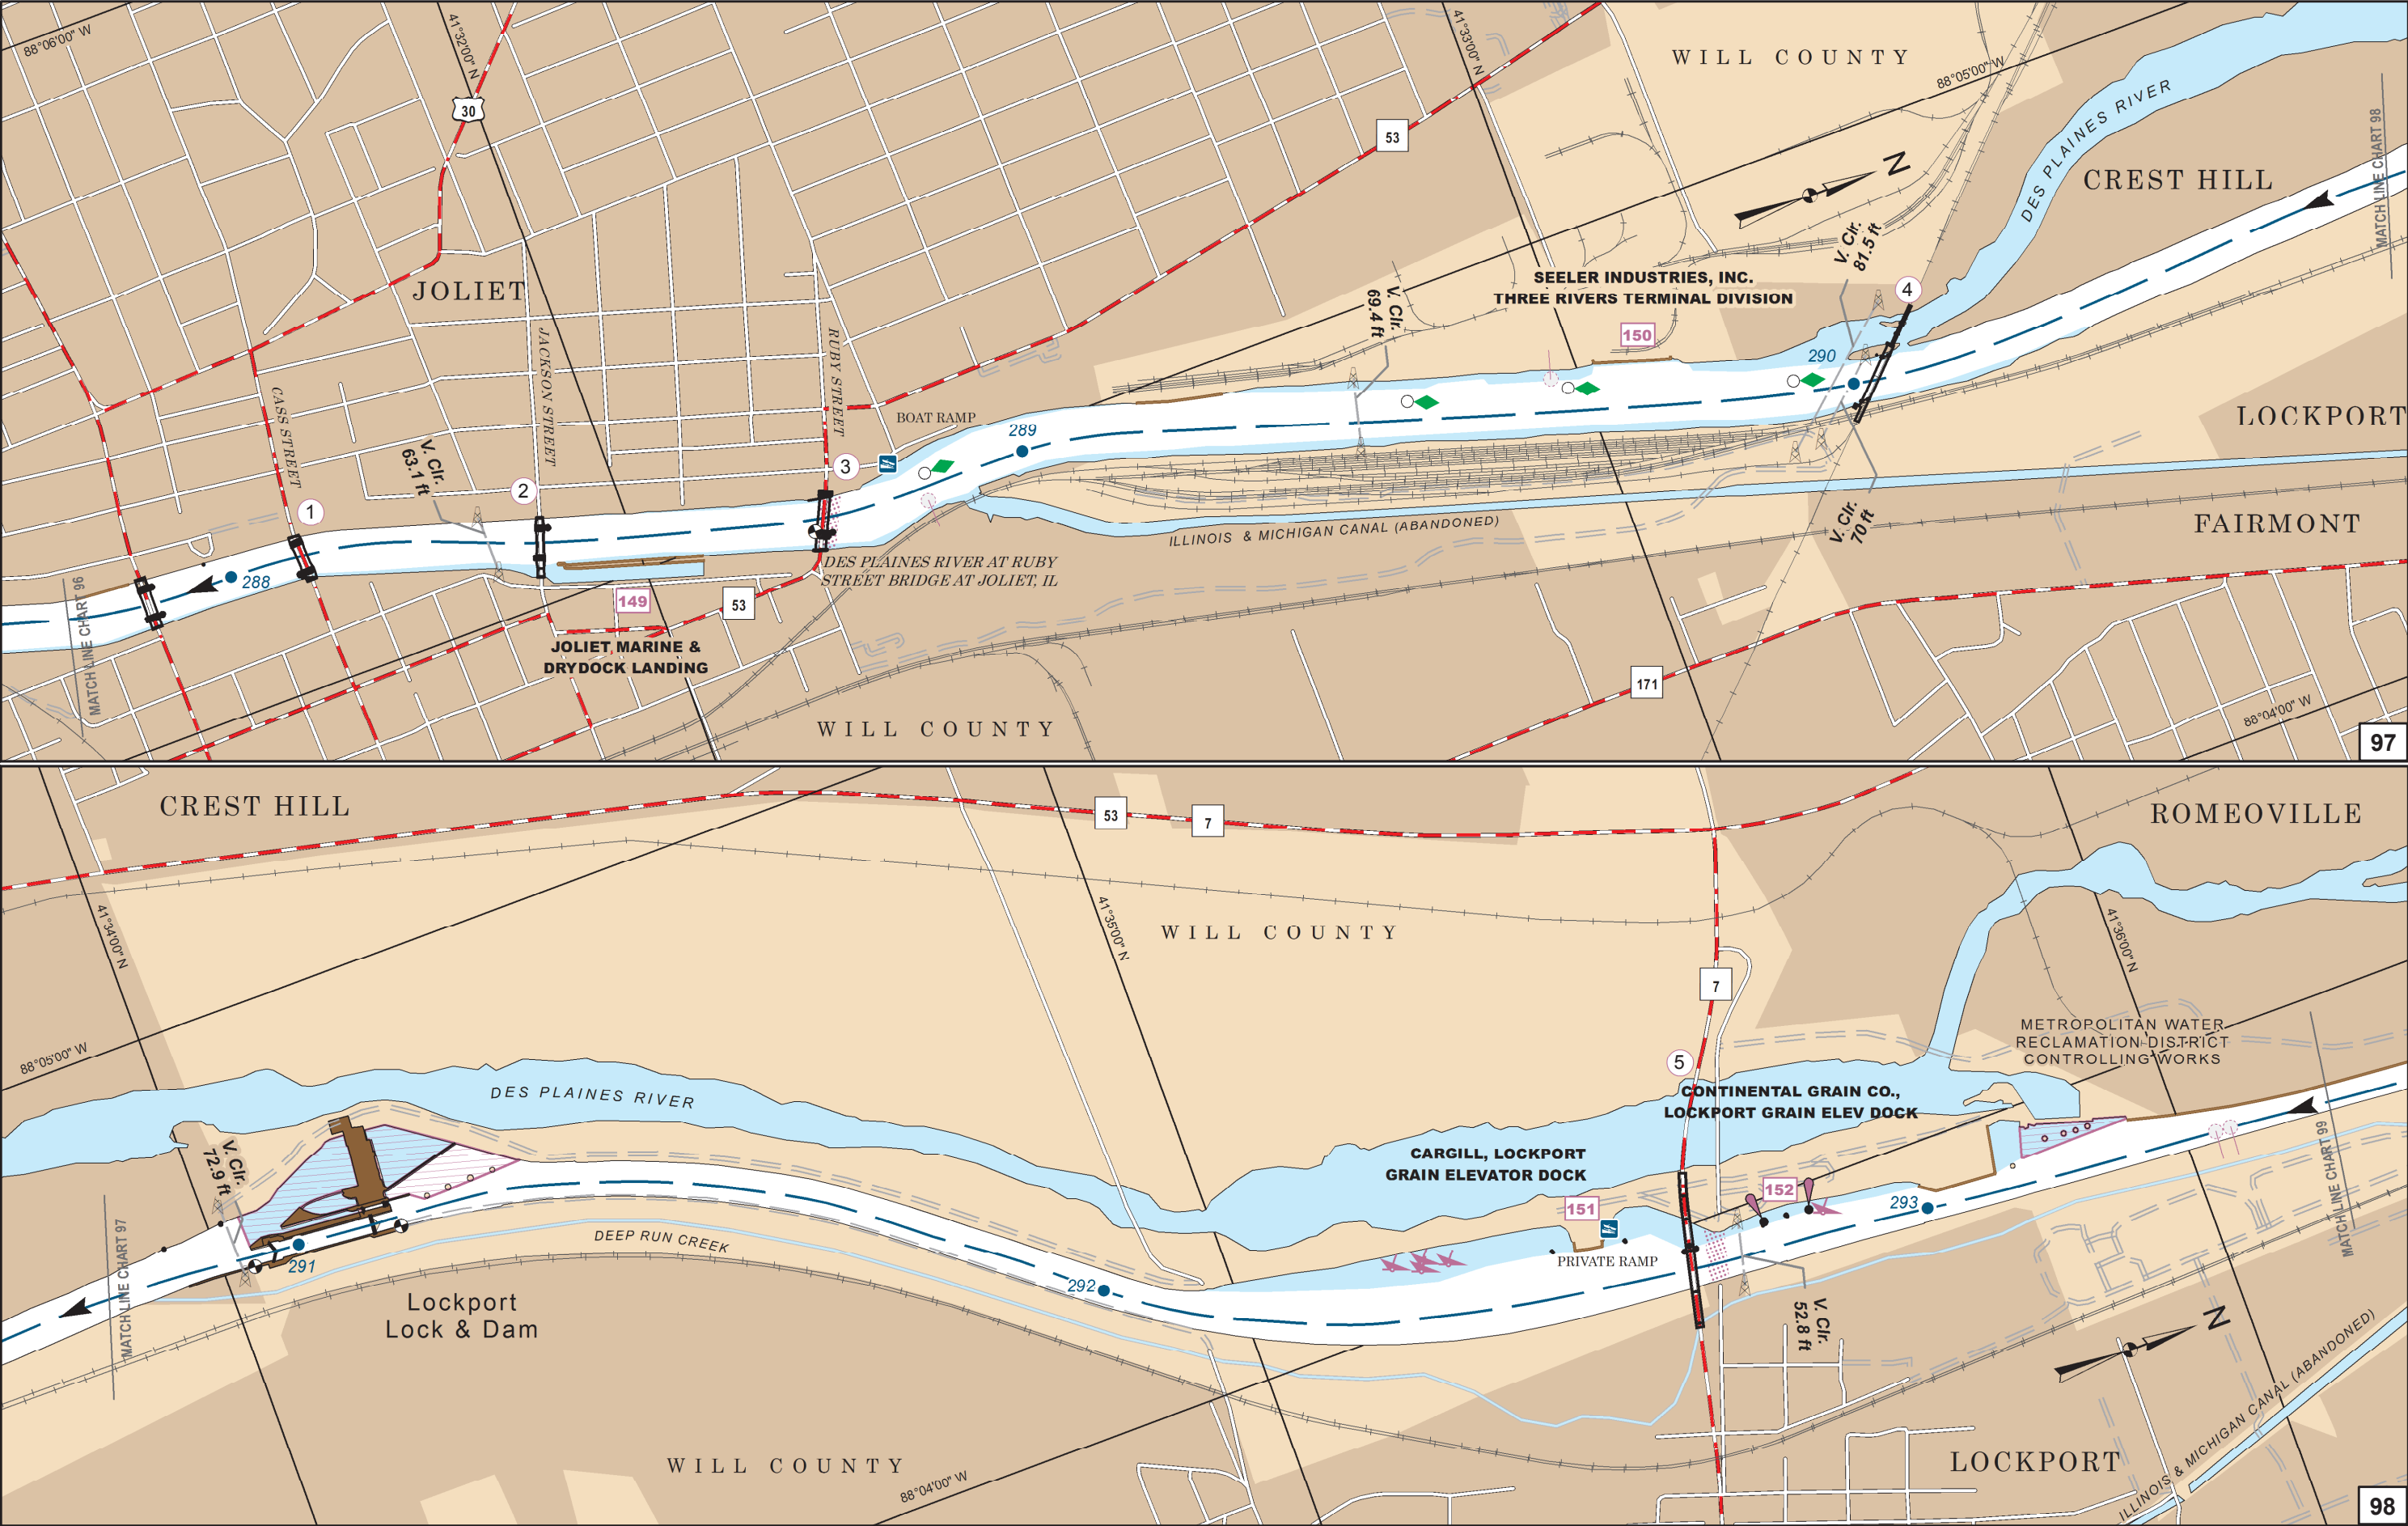 88°06'00" W
41°32'00" N
30
41°33'00" N
WILL COUNTY
88°05'00" W
53
N
DES PLAINES RIVER
CREST HILL
MATCH LINE CHART 98
JOLIET
V. Clr.
81.5 ft
SEELER INDUSTRIES, INC.
THREE RIVERS TERMINAL DIVISION
4
V. Clr.
69.4 ft
150
290
CASS STREET
JACKSON STREET
RUBY STREET
BOAT RAMP
289
LOCKPORT
V. Clr.
63.1 ft
3
2
1
FAIRMONT
ILLINOIS & MICHIGAN CANAL (ABANDONED)
V. Clr.
70 ft
DES PLAINES RIVER AT RUBY
STREET BRIDGE AT JOLIET, IL
288
MATCH LINE CHART 96
149
53
JOLIET MARINE &
DRYDOCK LANDING
171
WILL COUNTY
88°04'00" W
97
CREST HILL
53
7
ROMEOVILLE
41°34'00" N
41°35'00" N
WILL COUNTY
41°36'00" N
7
88°05'00" W
METROPOLITAN WATER
RECLAMATION DISTRICT
CONTROLLING WORKS
5
DES PLAINES RIVER
CONTINENTAL GRAIN CO.,
LOCKPORT GRAIN ELEV DOCK
V. Clr.
72.9 ft
CARGILL, LOCKPORT
GRAIN ELEVATOR DOCK
MATCH LINE CHART 99
152
151
293
DEEP RUN CREEK
PRIVATE RAMP
291
292
MATCH LINE CHART 97
Lockport
Lock & Dam
V. Clr.
52.8 ft
N
ILLINOIS & MICHIGAN CANAL (ABANDONED)
WILL COUNTY
88°04'00" W
LOCKPORT
98